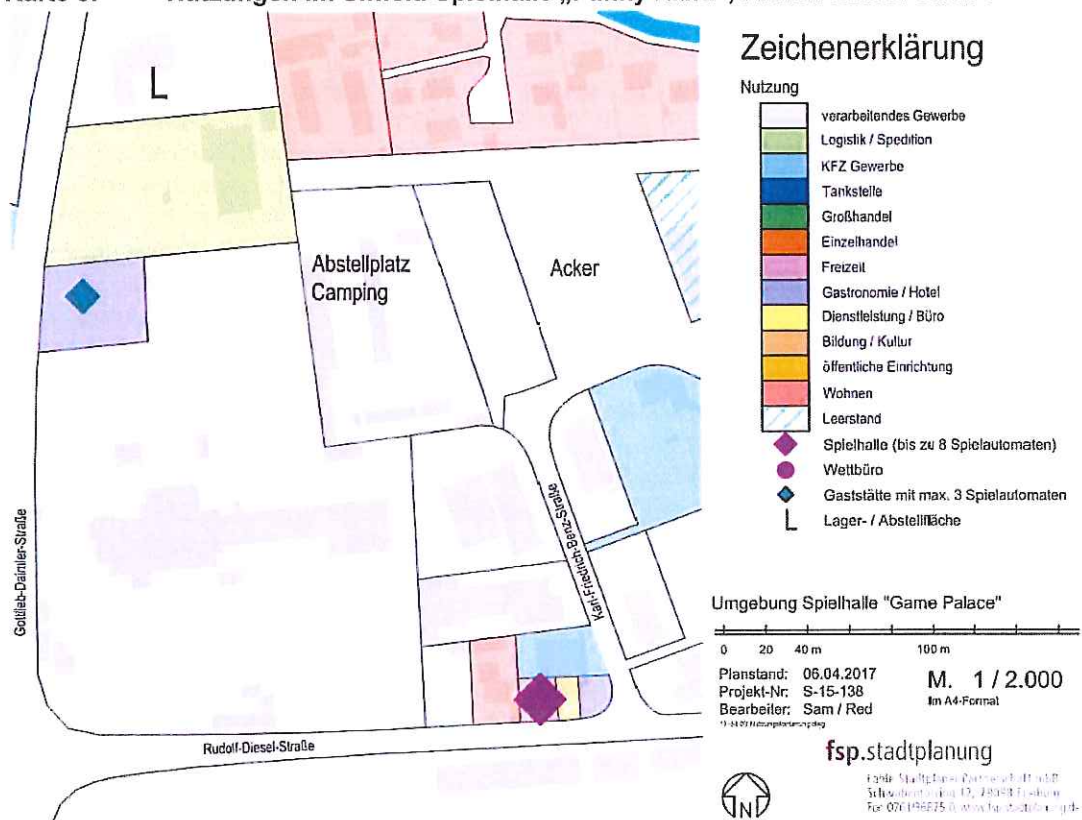 Zeichenerklärung
Nutzung
verarbeitendes Gewerbe
Logistik / Spedition
KFZ Gewerbe
Tankstelle
Großhandel
Einzelhandel
Freizeit
Gastronomie / Hotel
Dienstleistung / Büro
Bildung / Kultur
öffentliche Einrichtung
Wohnen
Leerstand
Spielhalle (bis zu 8 Spielautomaten)
Wettbüro
Gaststätte mit max. 3 Spielautomaten
L Lager- / Abstellfläche
L
Abstellplatz
Camping
Acker
Gottlieb-Daimler-Straße
Karl-Friedrich-Benz-Straße
Rudolf-Diesel-Straße
Umgebung Spielhalle "Game Palace"
0 20 40 m 100 m
Planstand: 06.04.2017
Projekt-Nr: S-15-138
Bearbeiter: Sam / Red
M. 1 / 2.000
Im A4-Format
fsp.stadtplanung
N